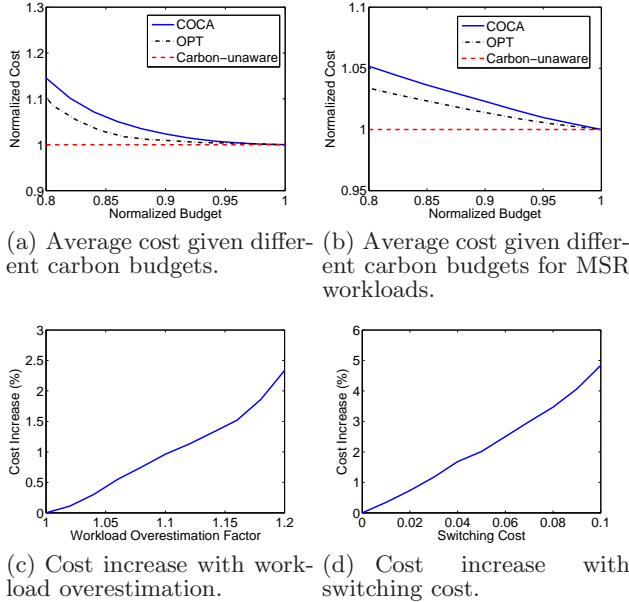 1.3
1.2
1.1
1
0.9
Normalized Cost
COCA
OPT
Carbon−unaware
0.8 0.85 0.9 0.95 1
Normalized Budget
(a) Average cost given differ-
ent carbon budgets.
1.1
1.05
1
0.95
Normalized Cost
COCA
OPT
Carbon−unaware
0.8 0.85 0.9 0.95 1
Normalized Budget
(b) Average cost given differ-
ent carbon budgets for MSR
workloads.
3
2.5
2
1.5
1
0.5
0
Cost Increase (%)
1 1.05 1.1 1.15 1.2
Workload Overestimation Factor
(c) Cost increase with work-
load overestimation.
6
5
4
3
2
1
0
Cost Increase (%)
0 0.02 0.04 0.06 0.08 0.1
Switching Cost
(d) Cost increase with
switching cost.